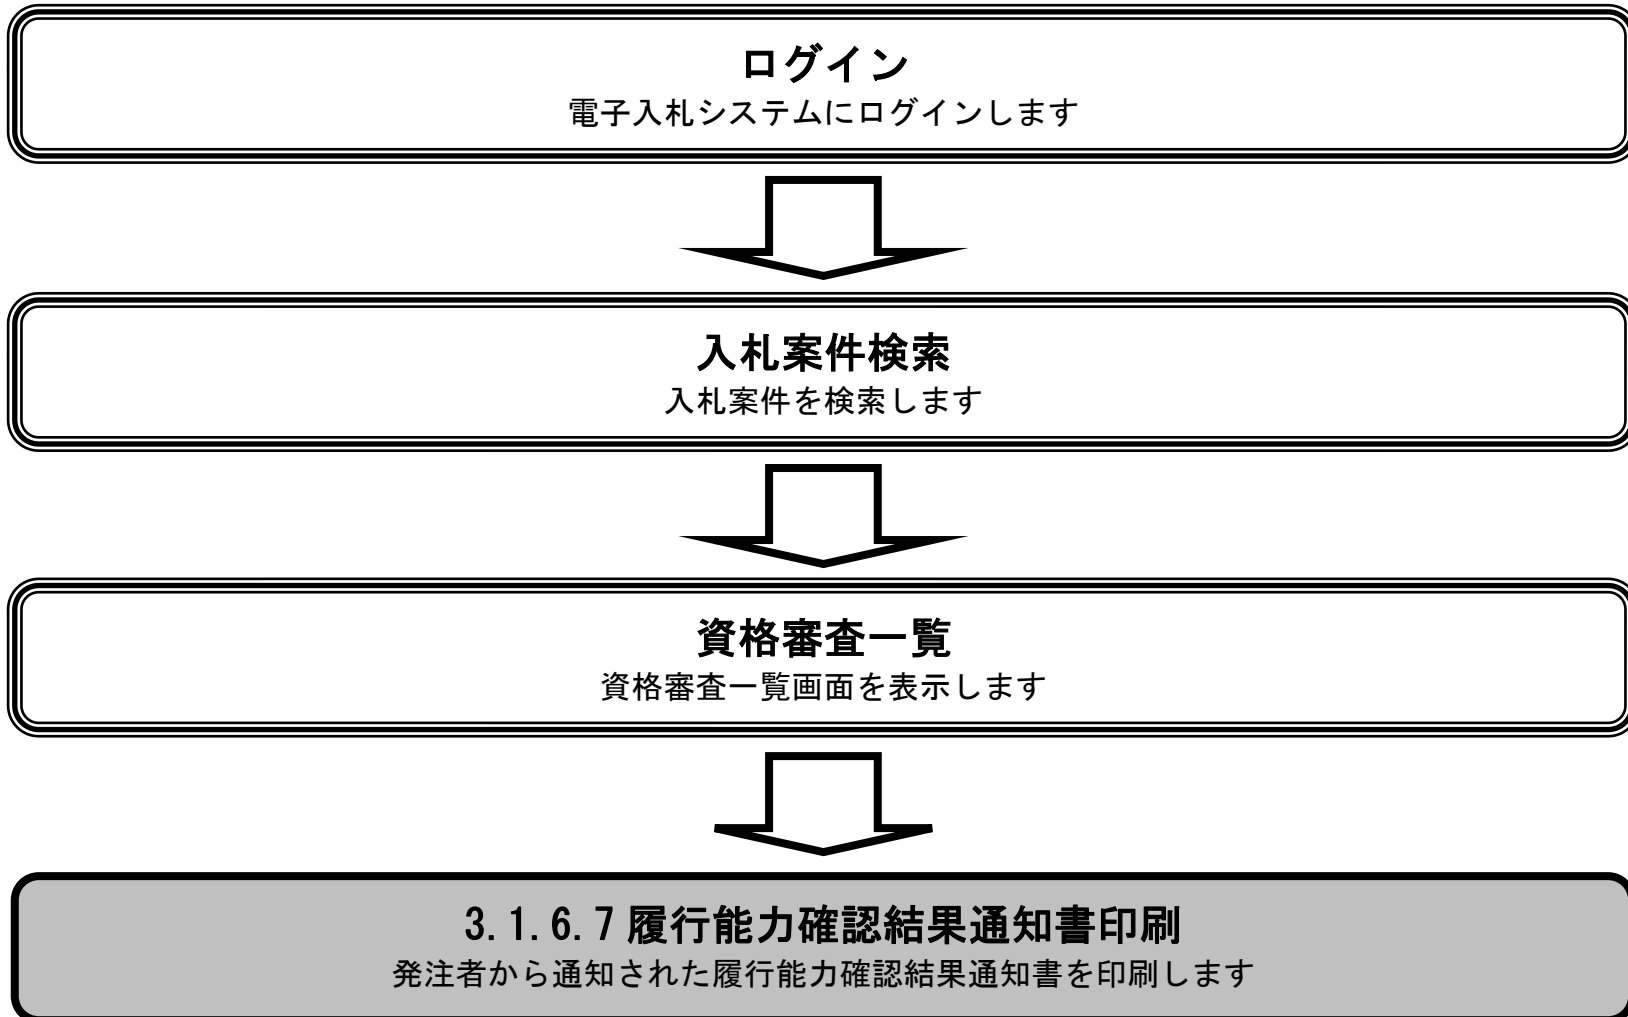 ログイン
電子入札システムにログインします
入札案件検索
入札案件を検索します
資格審査一覧
資格審査一覧画面を表示します
3.1.6.7 履行能力確認結果通知書印刷
発注者から通知された履行能力確認結果通知書を印刷します